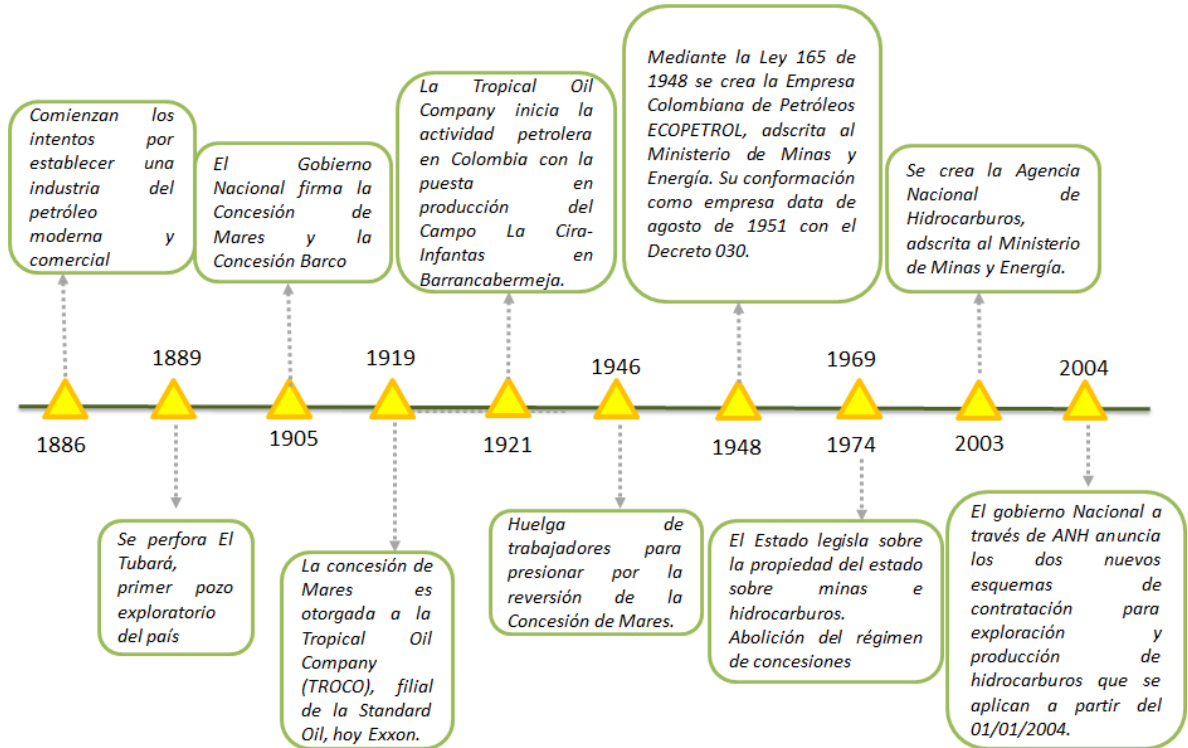 Comienzan los
intentos por
establecer una
industria del
petróleo
moderna y
comercial
El Gobierno
Nacional firma la
Concesión de
Mares y la
Concesión Barco
La Tropical Oil
Company inicia la
actividad petrolera
en Colombia con la
puesta en
producción del
Campo La Cira-
Infantas en
Barrancabermeja.
Mediante la Ley 165 de
1948 se crea la Empresa
Colombiana de Petróleos
ECOPETROL, adscrita al
Ministerio de Minas y
Energía. Su conformación
como empresa data de
agosto de 1951 con el
Decreto 030.
Se crea la Agencia
Nacional de
Hidrocarburos,
adscrita al Ministerio
de Minas y Energía.
1889
1919
1946
1969
2004
1886
1905
1921
1948
1974
2003
Se perfora El
Tubará,
primer pozo
exploratorio
del país
La concesión de
Mares es
otorgada a la
Tropical Oil
Company
(TROCO), filial
de la Standard
Oil, hoy Exxon.
Huelga de
trabajadores para
presionar por la
reversión de la
Concesión de Mares.
El Estado legisla sobre
la propiedad del estado
sobre minas e
hidrocarburos.
Abolición del régimen
de concesiones
El gobierno Nacional a
través de ANH anuncia
los dos nuevos
esquemas de
contratación para
exploración y
producción de
hidrocarburos que se
aplican a partir del
01/01/2004.